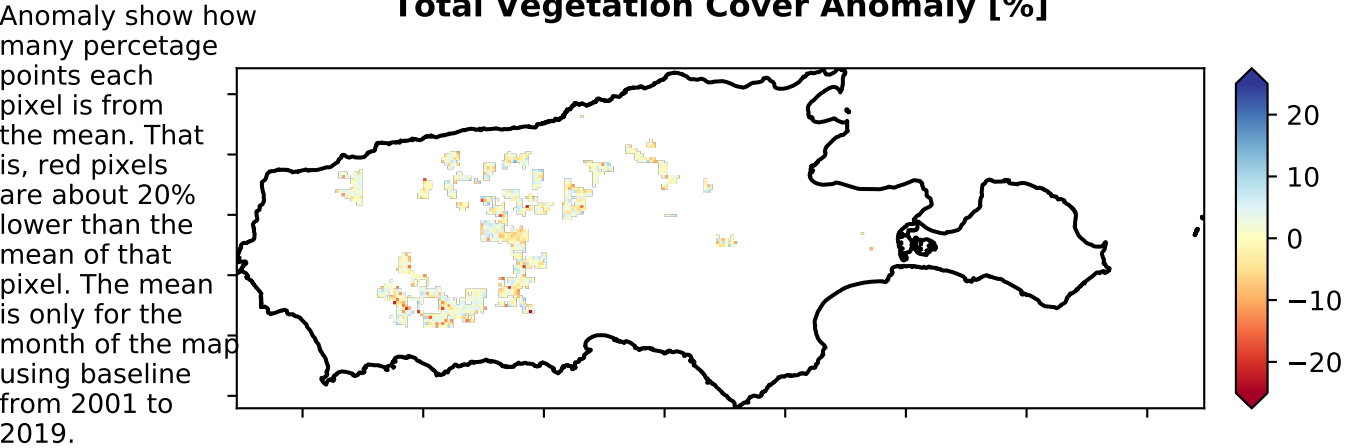 Total Vegetation Cover Anomaly [%]
Anomaly show how
many percetage
points each
pixel is from
the mean. That
is, red pixels
are about 20%
lower than the
mean of that
pixel. The mean
is only for the
month of the map
using baseline
from 2001 to
2019.
20
10
0
−10
−20